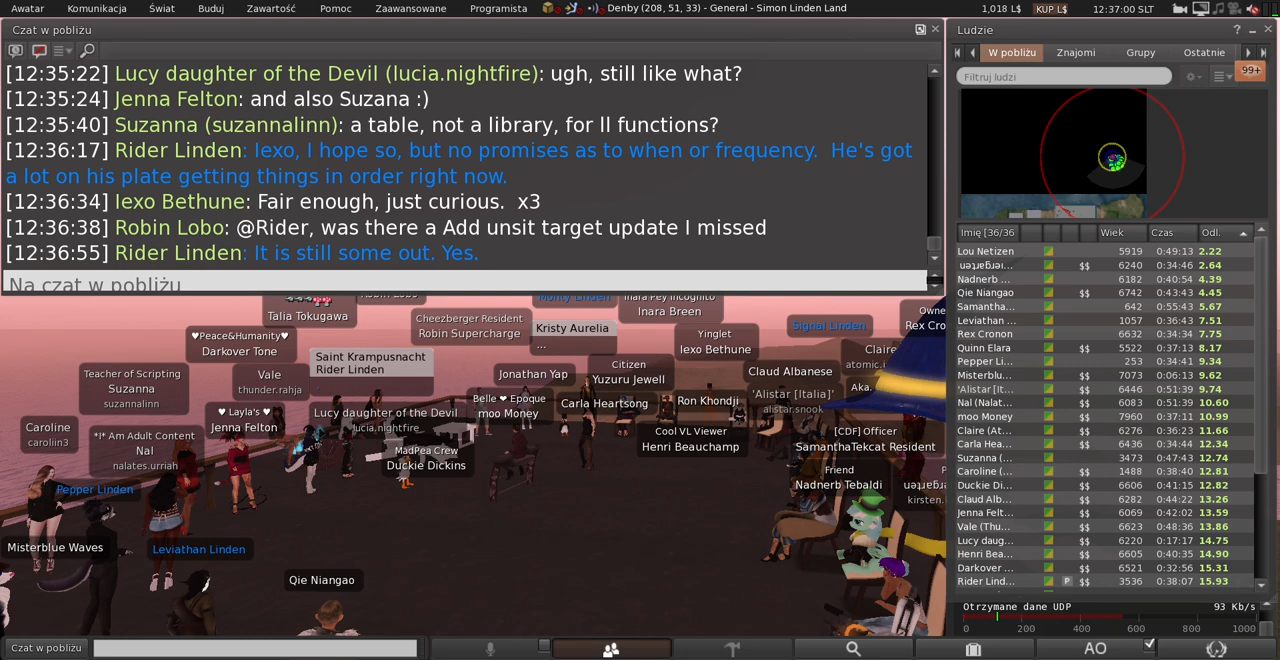 Awatar Komunikacja Świat Buduj Zawartość Pomoc Zaawansowane Programista Denby (208, 51, 33) - General - Simon Linden Land 1,018 L$ KUP L$ 12:37:00 SLT
Czat w pobliżu
[12:35:22] Lucy daughter of the Devil (lucia.nightfire): ugh, still like what?
[12:35:24] Jenna Felton: and also Suzana :)
[12:35:40] Suzanna (suzannalinn): a table, not a library, for ll functions?
[12:36:17] Rider Linden: Iexo, I hope so, but no promises as to when or frequency.  He's got
a lot on his plate getting things in order right now.
[12:36:34] Iexo Bethune: Fair enough, just curious.  x3
[12:36:38] Robin Lobo: @Rider, was there a Add unsit target update I missed
[12:36:55] Rider Linden: It is still some out. Yes.
Na czat w pobliżu
Talia Tokugawa
Robin Lobo
Cheezberger Resident
Robin Supercharge
Monty Linden
Inara Pey Incognito
Inara Breen
Kristy Aurelia
...
Signal Linden
Owne
Rex Cro
♥Peace&Humanity♥
Darkover Tone
Saint Krampusnacht
Rider Linden
Yinglet
Iexo Bethune
Claire
atomic.i
Teacher of Scripting
Suzanna
suzannalinn
Vale
thunder.rahja
Jonathan Yap
Citizen
Yuzuru Jewell
Claud Albanese
Aka.
'Alistar [Italia]'
alistar.snook
♥ Layla's ♥
Jenna Felton
Lucy daughter of the Devil
lucia.nightfire
Belle ❤ Epoque
moo Money
Carla Heartsong
Ron Khondji
Caroline
caroliin3
*I* Am Adult Content
Nal
nalates.urriah
MadPea Crew
Duckie Dickins
Cool VL Viewer
Henri Beauchamp
[CDF] Officer
SamanthaTekcat Resident
Friend
Nadnerb Tebaldi
kirsten.
Pepper Linden
Misterblue Waves
Leviathan Linden
Qie Niangao
Czat w pobliżu
AO
Ludzie
W pobliżu Znajomi Grupy Ostatnie
99+
Filtruj ludzi
Imię [36/36 Wiek Czas Odl.
Lou Netizen 5919 0:49:13 2.22
$$ 6240 0:34:46 2.64
Nadnerb ... 6182 0:40:54 4.39
Qie Niangao $$ 6742 0:43:43 4.45
Samantha... 642 0:55:43 5.67
Leviathan ... 1057 0:36:43 7.51
Rex Cronon 6632 0:34:34 7.75
Quinn Elara $$ 5522 0:37:13 8.17
Pepper Li... 253 0:34:41 9.34
Misterblu... $$ 7073 0:06:13 9.62
'Alistar [It... $$ 6446 0:51:39 9.74
Nal (Nalat... $$ 6083 0:51:39 10.60
moo Money $$ 7960 0:37:11 10.99
Claire (At... $$ 6276 0:36:23 11.66
Carla Hea... $$ 6436 0:44:44 12.34
Suzanna (... 3473 0:47:43 12.74
Caroline (... $$ 1488 0:38:40 12.81
Duckie Di... $$ 6606 0:41:15 12.82
Claud Alb... $$ 6282 0:44:22 13.26
Jenna Felt... $$ 6069 0:42:02 13.59
Vale (Thu... $$ 6623 0:48:36 13.86
Lucy daug... $$ 6220 0:17:17 14.75
Henri Bea... $$ 6605 0:40:35 14.90
Darkover ... $$ 6521 0:32:56 15.31
Rider Lind... P $$ 3536 0:38:07 15.93
Otrzymane dane UDP 93 Kb/s
0 200 400 600 800 1000